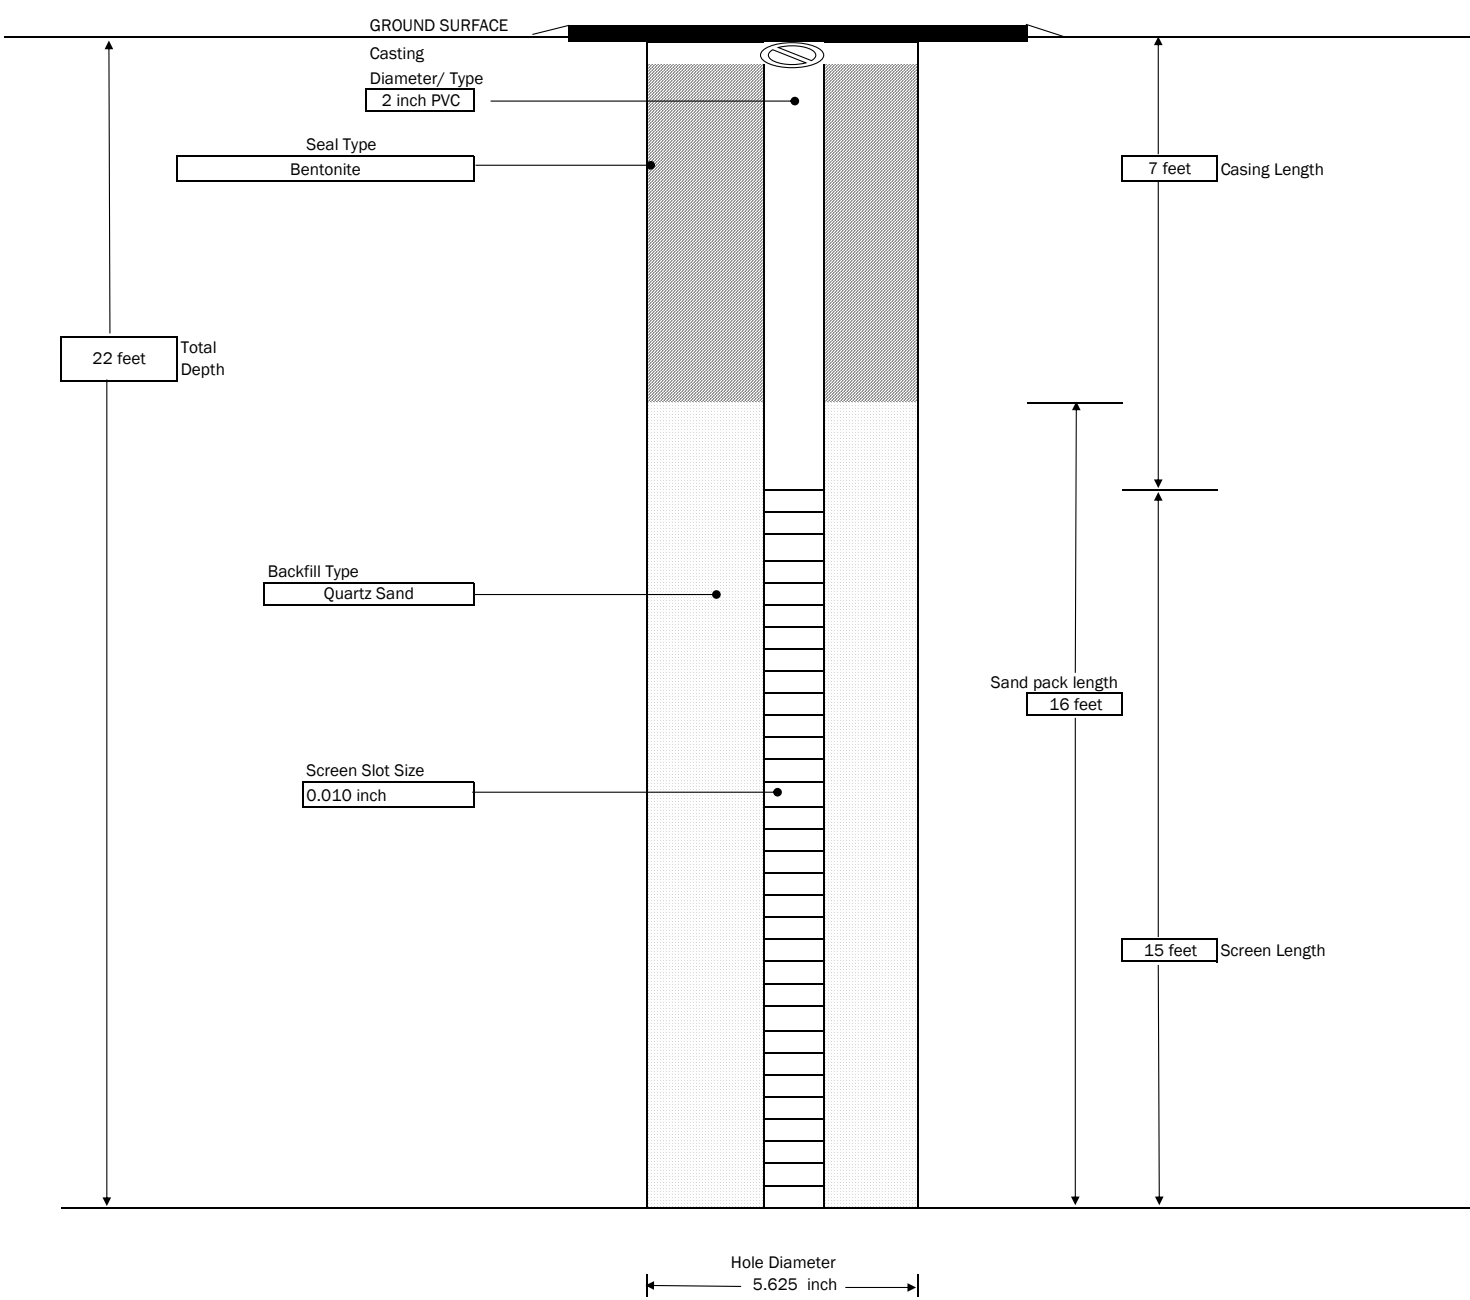 GROUND SURFACE
Casting
Diameter/ Type
2 inch PVC
Seal Type
Bentonite
7 feet Casing Length
22 feet
Total
Depth
Backfill Type
Quartz Sand
Sand pack length
16 feet
Screen Slot Size
0.010 inch
15 feet Screen Length
Hole Diameter
5.625 inch